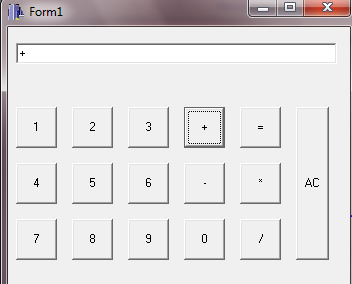 Form1
+
1 2 3 + =
4 5 6 - * AC
7 8 9 0 /